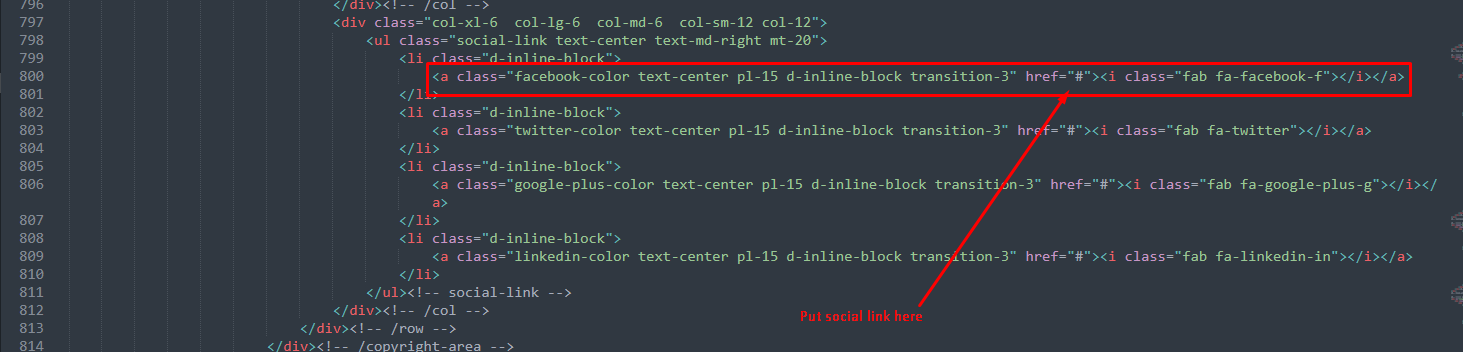 796 </div><!-- /col -->
797 <div class="col-xl-6  col-lg-6  col-md-6  col-sm-12 col-12">
798 <ul class="social-link text-center text-md-right mt-20">
799 <li class="d-inline-block">
800 <a class="facebook-color text-center pl-15 d-inline-block transition-3" href="#"><i class="fab fa-facebook-f"></i></a>
801 </li>
802 <li class="d-inline-block">
803 <a class="twitter-color text-center pl-15 d-inline-block transition-3" href="#"><i class="fab fa-twitter"></i></a>
804 </li>
805 <li class="d-inline-block">
806 <a class="google-plus-color text-center pl-15 d-inline-block transition-3" href="#"><i class="fab fa-google-plus-g"></i></
a>
807 </li>
808 <li class="d-inline-block">
809 <a class="linkedin-color text-center pl-15 d-inline-block transition-3" href="#"><i class="fab fa-linkedin-in"></i></a>
810 </li>
811 </ul><!-- social-link -->
812 </div><!-- /col -->
Put social link here
813 </div><!-- /row -->
814 </div><!-- /copyright-area -->